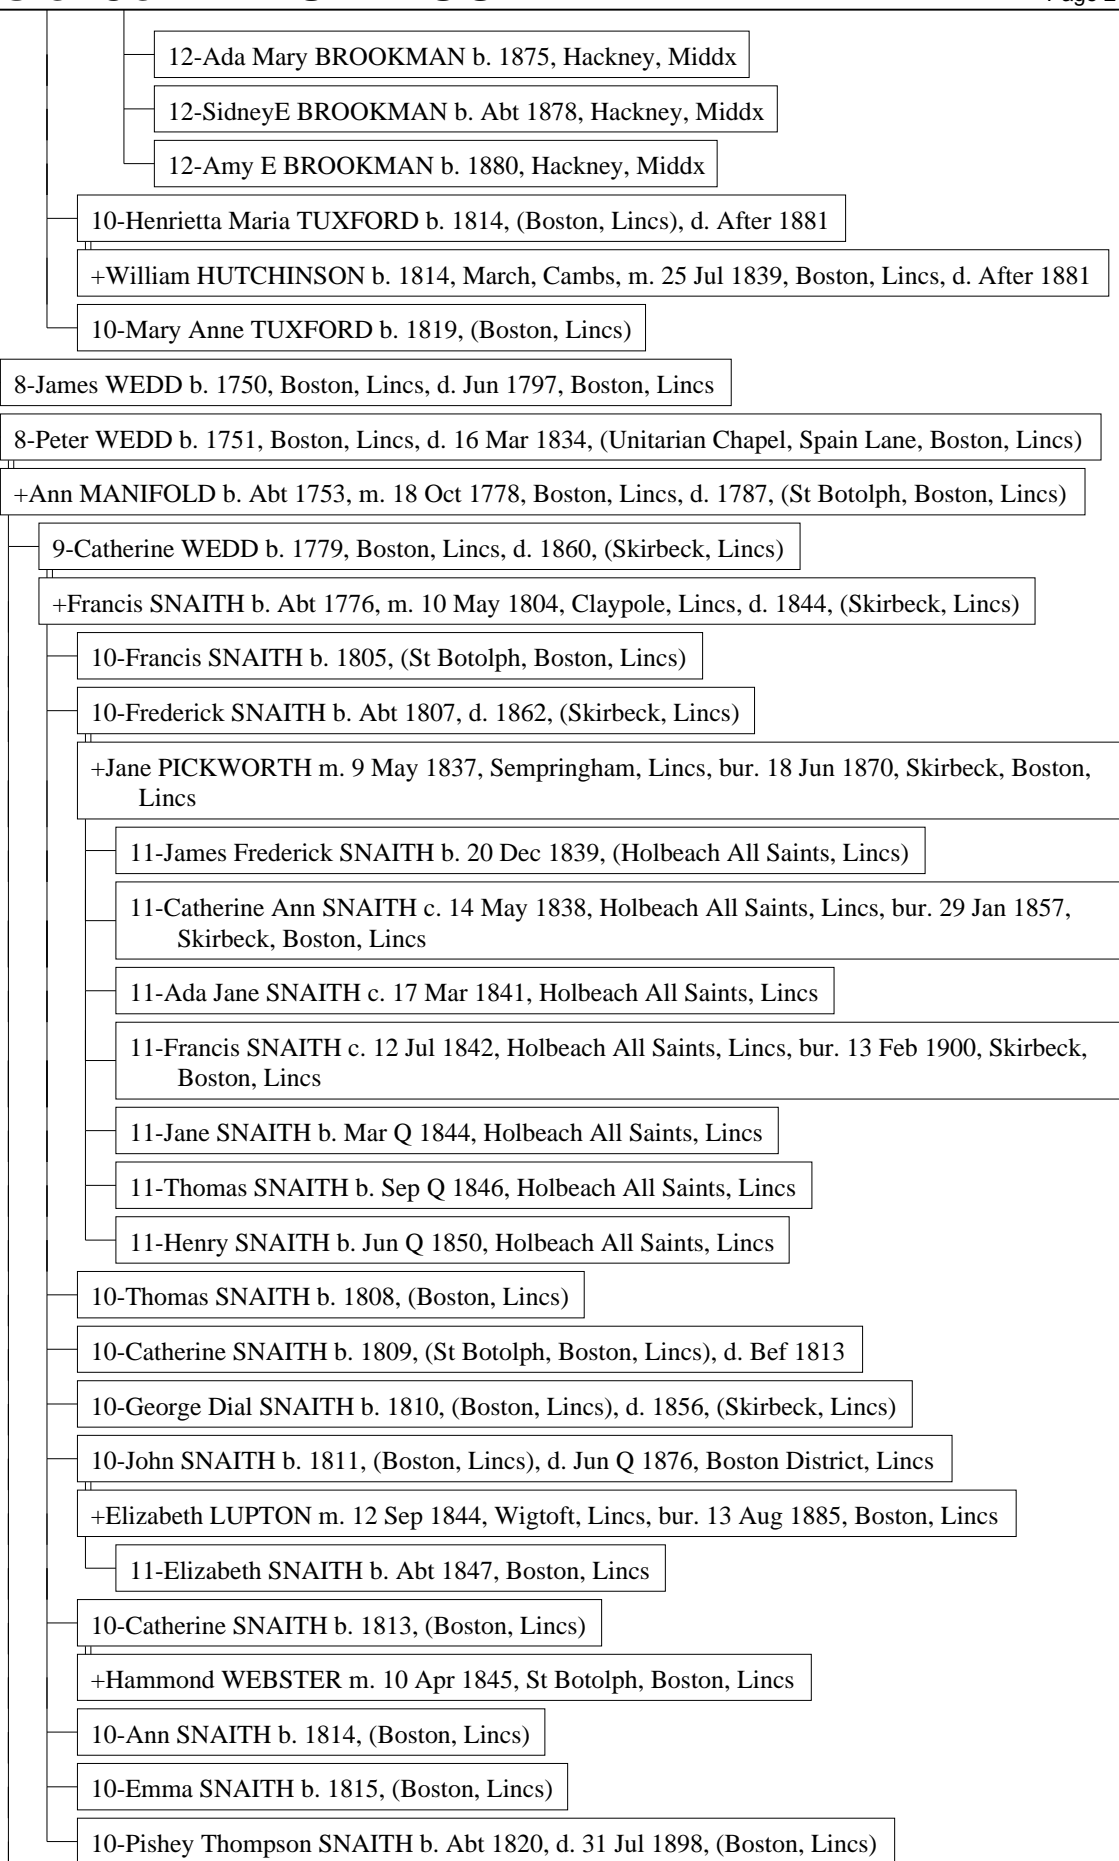 12-Ada Mary BROOKMAN b. 1875, Hackney, Middx
12-SidneyE BROOKMAN b. Abt 1878, Hackney, Middx
12-Amy E BROOKMAN b. 1880, Hackney, Middx
10-Henrietta Maria TUXFORD b. 1814, (Boston, Lincs), d. After 1881
+William HUTCHINSON b. 1814, March, Cambs, m. 25 Jul 1839, Boston, Lincs, d. After 1881
10-Mary Anne TUXFORD b. 1819, (Boston, Lincs)
8-James WEDD b. 1750, Boston, Lincs, d. Jun 1797, Boston, Lincs
8-Peter WEDD b. 1751, Boston, Lincs, d. 16 Mar 1834, (Unitarian Chapel, Spain Lane, Boston, Lincs)
+Ann MANIFOLD b. Abt 1753, m. 18 Oct 1778, Boston, Lincs, d. 1787, (St Botolph, Boston, Lincs)
9-Catherine WEDD b. 1779, Boston, Lincs, d. 1860, (Skirbeck, Lincs)
+Francis SNAITH b. Abt 1776, m. 10 May 1804, Claypole, Lincs, d. 1844, (Skirbeck, Lincs)
10-Francis SNAITH b. 1805, (St Botolph, Boston, Lincs)
10-Frederick SNAITH b. Abt 1807, d. 1862, (Skirbeck, Lincs)
+Jane PICKWORTH m. 9 May 1837, Sempringham, Lincs, bur. 18 Jun 1870, Skirbeck, Boston,
Lincs
11-James Frederick SNAITH b. 20 Dec 1839, (Holbeach All Saints, Lincs)
11-Catherine Ann SNAITH c. 14 May 1838, Holbeach All Saints, Lincs, bur. 29 Jan 1857,
Skirbeck, Boston, Lincs
11-Ada Jane SNAITH c. 17 Mar 1841, Holbeach All Saints, Lincs
11-Francis SNAITH c. 12 Jul 1842, Holbeach All Saints, Lincs, bur. 13 Feb 1900, Skirbeck,
Boston, Lincs
11-Jane SNAITH b. Mar Q 1844, Holbeach All Saints, Lincs
11-Thomas SNAITH b. Sep Q 1846, Holbeach All Saints, Lincs
11-Henry SNAITH b. Jun Q 1850, Holbeach All Saints, Lincs
10-Thomas SNAITH b. 1808, (Boston, Lincs)
10-Catherine SNAITH b. 1809, (St Botolph, Boston, Lincs), d. Bef 1813
10-George Dial SNAITH b. 1810, (Boston, Lincs), d. 1856, (Skirbeck, Lincs)
10-John SNAITH b. 1811, (Boston, Lincs), d. Jun Q 1876, Boston District, Lincs
+Elizabeth LUPTON m. 12 Sep 1844, Wigtoft, Lincs, bur. 13 Aug 1885, Boston, Lincs
11-Elizabeth SNAITH b. Abt 1847, Boston, Lincs
10-Catherine SNAITH b. 1813, (Boston, Lincs)
+Hammond WEBSTER m. 10 Apr 1845, St Botolph, Boston, Lincs
10-Ann SNAITH b. 1814, (Boston, Lincs)
10-Emma SNAITH b. 1815, (Boston, Lincs)
10-Pishey Thompson SNAITH b. Abt 1820, d. 31 Jul 1898, (Boston, Lincs)